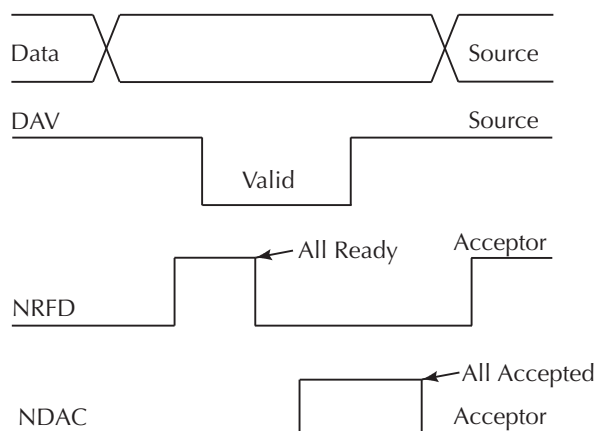 Data
Source
DAV
Source
Valid
Acceptor
All Ready
NRFD
All Accepted
NDAC
Acceptor